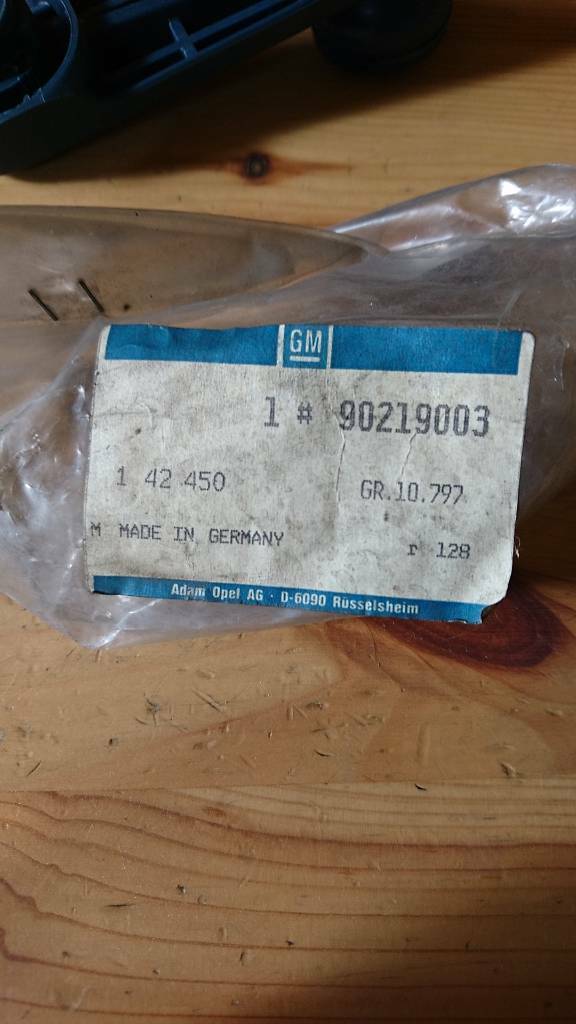 GM
1 # 90219003
1 42 450
GR.10.797
M MADE IN GERMANY
r 128
Adam Opel AG · D-6090 Rüsselsheim